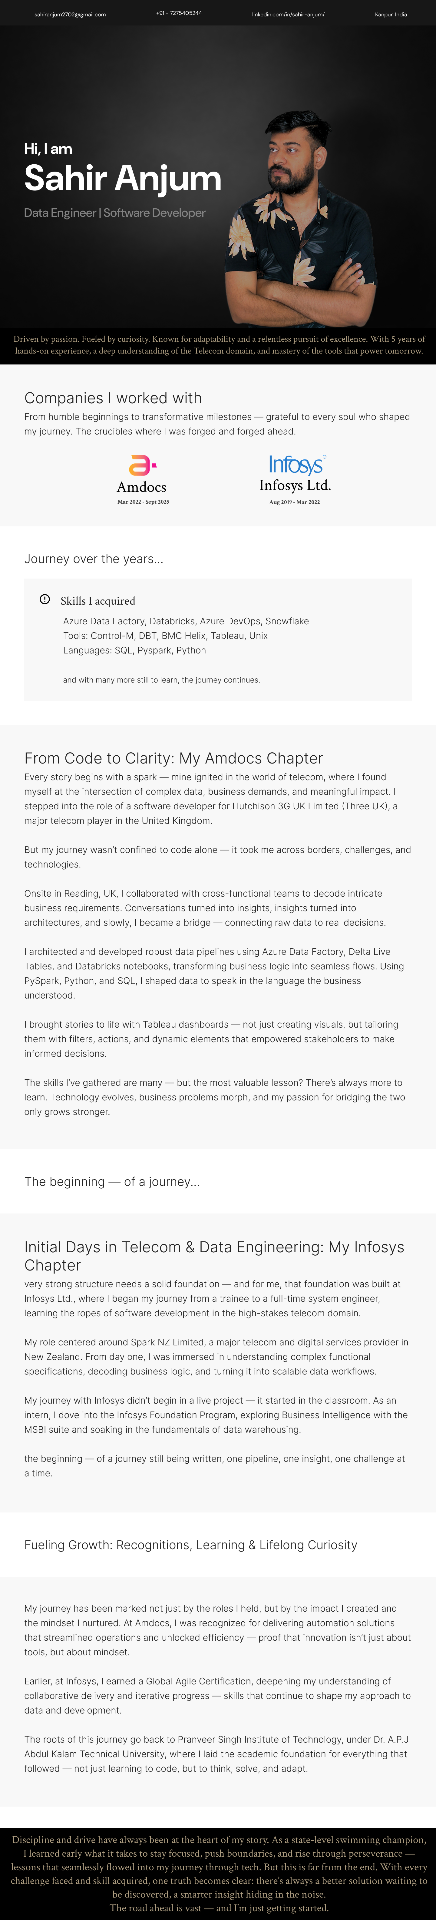 sahiranjum2702@gmail.com
+91 - 7275405244
linkedin.com/in/sahir-anjum/
Kanpur, India
Hi, I am
Sahir Anjum
Data Engineer | Software Developer
Driven by passion. Fueled by curiosity. Known for adaptability and a relentless pursuit of excellence. With 5 years of
hands-on experience, a deep understanding of the Telecom domain, and mastery of the tools that power tomorrow.
Companies I worked with
From humble beginnings to transformative milestones — grateful to every soul who shaped
my journey. The crucibles where I was forged and forged ahead.
a
Infosys
Amdocs
Infosys Ltd.
Mar 2022 - Sept 2025
Aug 2019 - Mar 2022
Journey over the years...
Skills I acquired
Azure Data Factory, Databricks, Azure DevOps, Snowflake
Tools: Control-M, DBT, BMC Helix, Tableau, Unix
Languages: SQL, Pyspark, Python
and with many more still to learn, the journey continues.
From Code to Clarity: My Amdocs Chapter
Every story begins with a spark — mine ignited in the world of telecom, where I found
myself at the intersection of complex data, business demands, and meaningful impact. I
stepped into the role of a software developer for Hutchison 3G UK Limited (Three UK), a
major telecom player in the United Kingdom.
But my journey wasn't confined to code alone — it took me across borders, challenges, and
technologies.
Onsite in Reading, UK, I collaborated with cross-functional teams to decode intricate
business requirements. Conversations turned into insights, insights turned into
architectures, and slowly, I became a bridge — connecting raw data to real decisions.
I architected and developed robust data pipelines using Azure Data Factory, Delta Live
Tables, and Databricks notebooks, transforming business logic into seamless flows. Using
PySpark, Python, and SQL, I shaped data to speak in the language the business
understood.
I brought stories to life with Tableau dashboards — not just creating visuals, but tailoring
them with filters, actions, and dynamic elements that empowered stakeholders to make
informed decisions.
The skills I've gathered are many — but the most valuable lesson? There's always more to
learn. Technology evolves, business problems morph, and my passion for bridging the two
only grows stronger.
The beginning — of a journey...
Initial Days in Telecom & Data Engineering: My Infosys
Chapter
very strong structure needs a solid foundation — and for me, that foundation was built at
Infosys Ltd., where I began my journey from a trainee to a full-time system engineer,
learning the ropes of software development in the high-stakes telecom domain.
My role centered around Spark NZ Limited, a major telecom and digital services provider in
New Zealand. From day one, I was immersed in understanding complex functional
specifications, decoding business logic, and turning it into scalable data workflows.
My journey with Infosys didn't begin in a live project — it started in the classroom. As an
intern, I dove into the Infosys Foundation Program, exploring Business Intelligence with the
MSBI suite and soaking in the fundamentals of data warehousing.
the beginning — of a journey still being written, one pipeline, one insight, one challenge at
a time.
Fueling Growth: Recognitions, Learning & Lifelong Curiosity
My journey has been marked not just by the roles I held, but by the impact I created and
the mindset I nurtured. At Amdocs, I was recognized for delivering automation solutions
that streamlined operations and unlocked efficiency — proof that innovation isn't just about
tools, but about mindset.
Earlier, at Infosys, I earned a Global Agile Certification, deepening my understanding of
collaborative delivery and iterative progress — skills that continue to shape my approach to
data and development.
The roots of this journey go back to Pranveer Singh Institute of Technology, under Dr. A.P.J
Abdul Kalam Technical University, where I laid the academic foundation for everything that
followed — not just learning to code, but to think, solve, and adapt.
Discipline and drive have always been at the heart of my story. As a state-level swimming champion,
I learned early what it takes to stay focused, push boundaries, and rise through perseverance —
lessons that seamlessly flowed into my journey through tech. But this is far from the end. With every
challenge faced and skill acquired, one truth becomes clear: there's always a better solution waiting to
be discovered, a smarter insight hiding in the noise.
The road ahead is vast — and I'm just getting started.